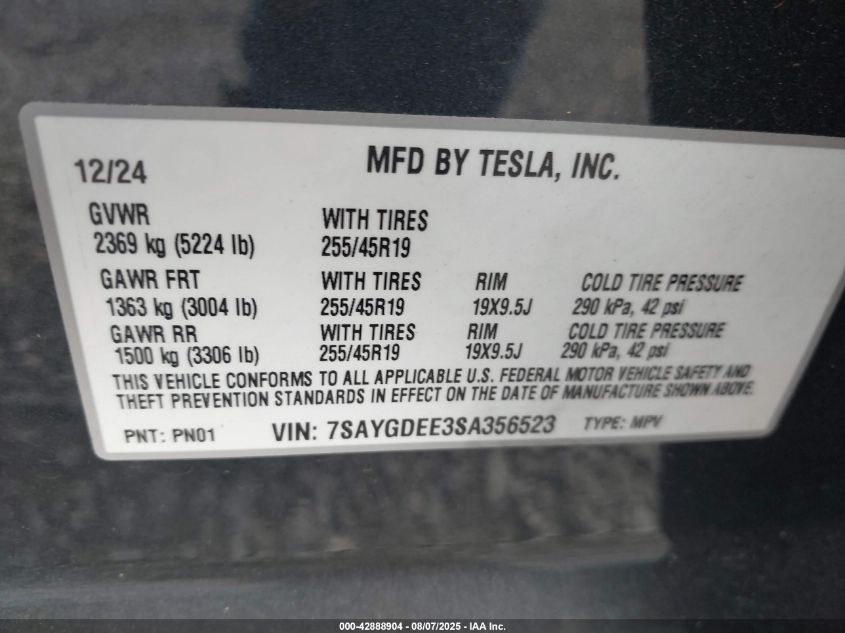 12/24 MFD BY TESLA, INC.
GVWR WITH TIRES
2369 kg (5224 lb) 255/45R19
GAWR FRT WITH TIRES RIM COLD TIRE PRESSURE
1363 kg (3004 lb) 255/45R19 19X9.5J 290 kPa, 42 psi
GAWR RR WITH TIRES RIM COLD TIRE PRESSURE
1500 kg (3306 lb) 255/45R19 19X9.5J 290 kPa, 42 psi
THIS VEHICLE CONFORMS TO ALL APPLICABLE U.S. FEDERAL MOTOR VEHICLE SAFETY AND
THEFT PREVENTION STANDARDS IN EFFECT ON THE DATE OF MANUFACTURE SHOWN ABOVE.
PNT: PN01 VIN: 7SAYGDEE3SA356523 TYPE: MPV
000-42888904 - 08/07/2025 - IAA Inc.